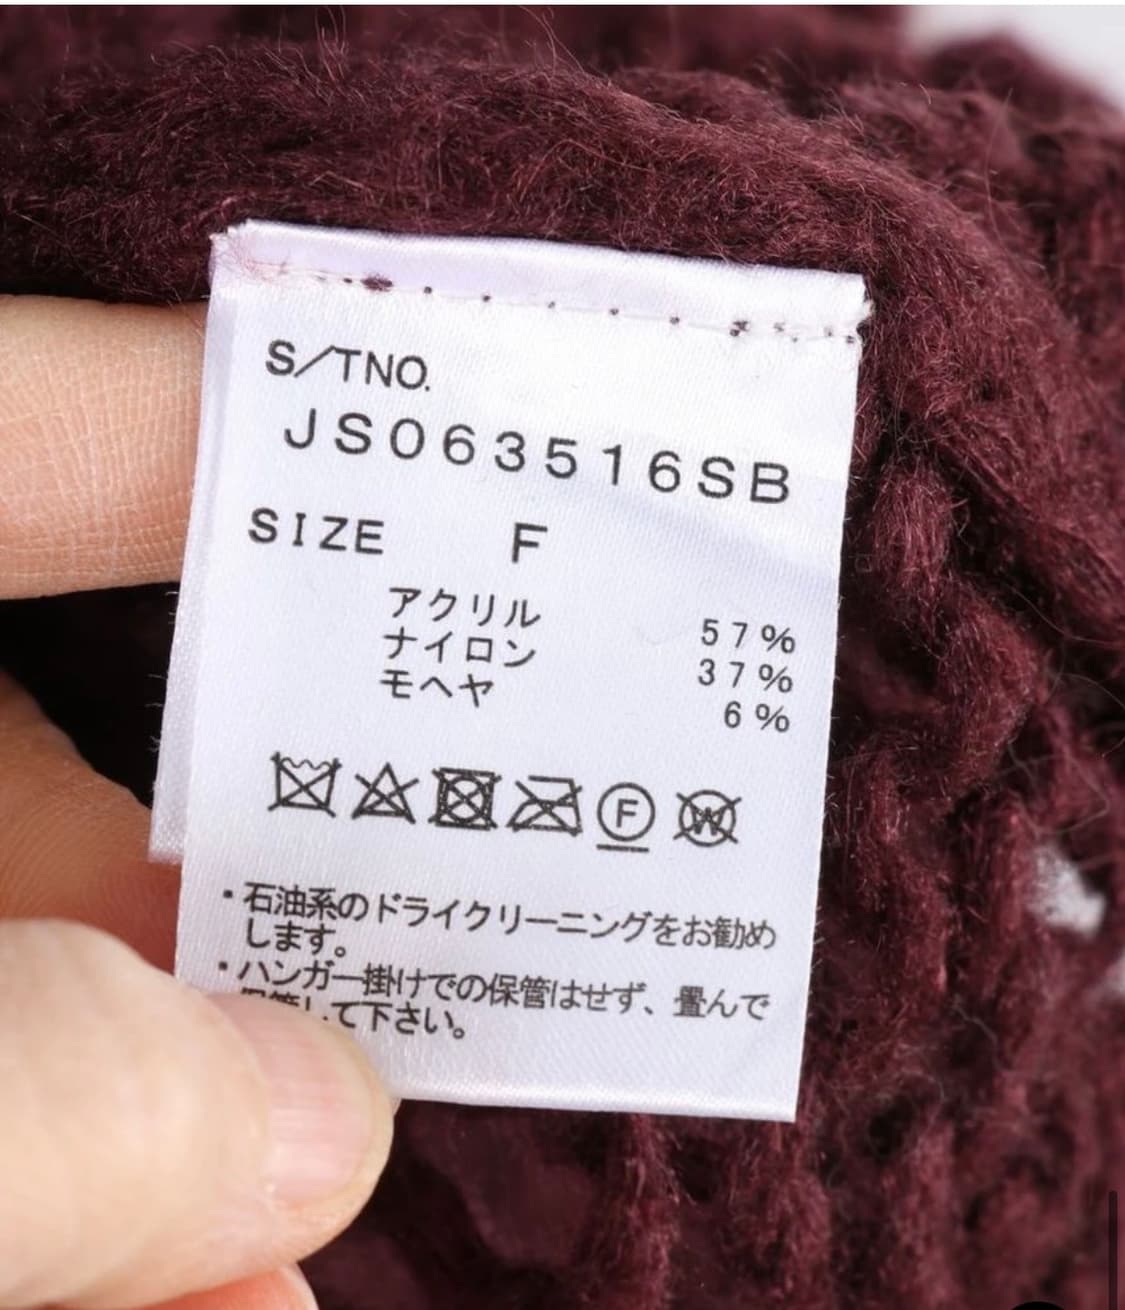 S/TNO.
JS063516SB
SIZE F
アクリル 57%
ナイロン 37%
モヘヤ 6%
F
W
・石油系のドライクリーニングをお勧め
します。
・ハンガー掛けでの保管はせず、畳んで
保管して下さい。